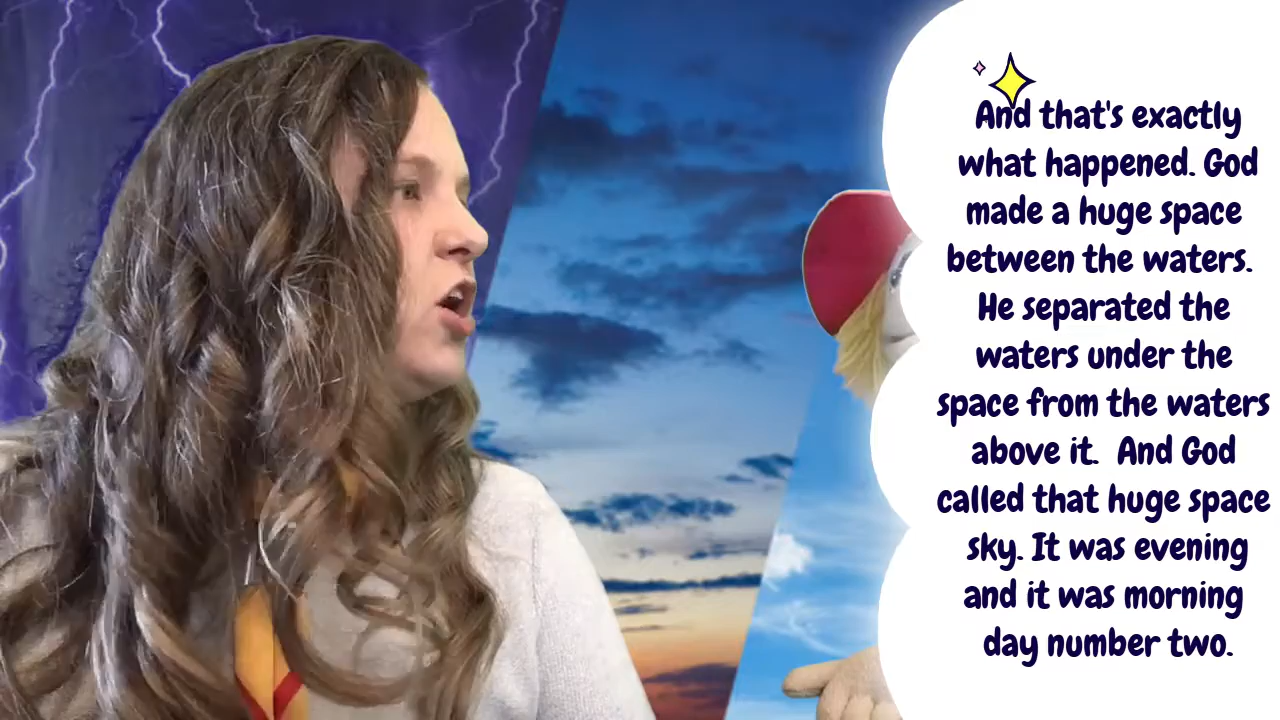 And that's exactly
what happened. God
made a huge space
between the waters.
He separated the
waters under the
space from the waters
above it. And God
called that huge space
sky. It was evening
and it was morning
day number two.